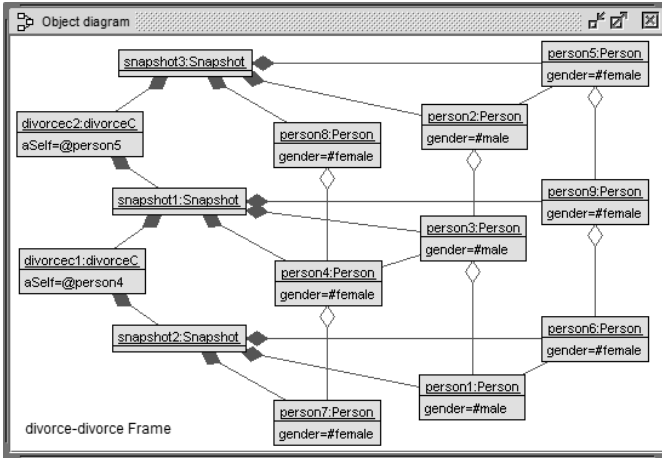 Object diagram
snapshot3:Snapshot
person5:Person
gender=#female
divorcec2:divorceC
aSelf=@person5
person8:Person
gender=#female
person2:Person
gender=#male
snapshot1:Snapshot
person9:Person
gender=#female
person3:Person
gender=#male
divorcec1:divorceC
aSelf=@person4
person4:Person
gender=#female
snapshot2:Snapshot
person6:Person
gender=#female
person1:Person
gender=#male
person7:Person
gender=#female
divorce-divorce Frame